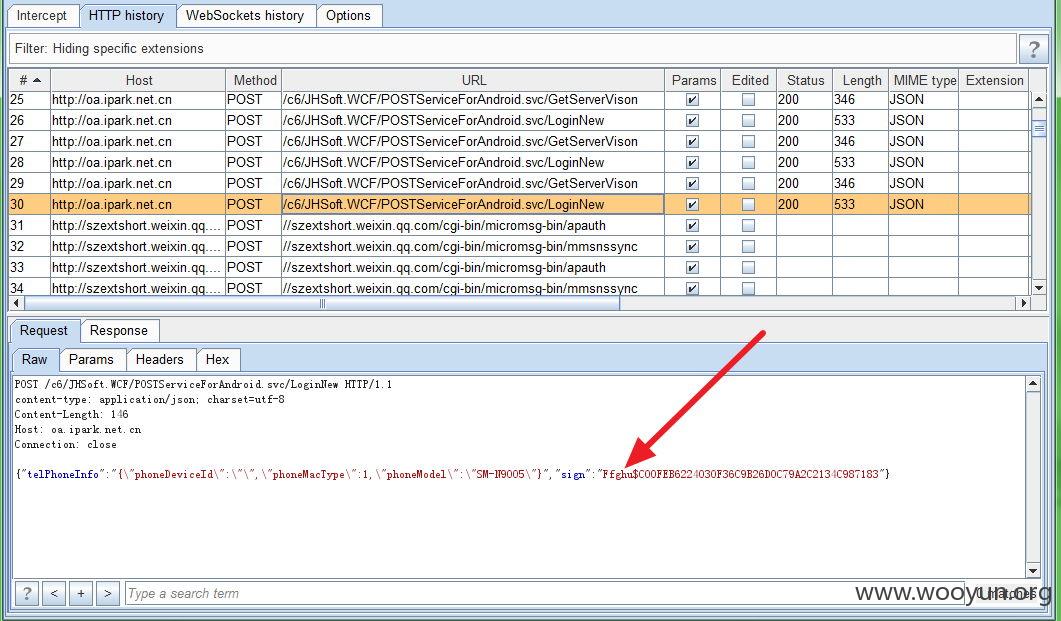 Intercept HTTP history WebSockets history Options
Filter: Hiding specific extensions ?
# Host Method URL Params Edited Status Length MIME type Extension
25 http://oa.ipark.net.cn POST /c6/JHSoft.WCF/POSTServiceForAndroid.svc/GetServerVison 200 346 JSON
26 http://oa.ipark.net.cn POST /c6/JHSoft.WCF/POSTServiceForAndroid.svc/LoginNew 200 533 JSON
27 http://oa.ipark.net.cn POST /c6/JHSoft.WCF/POSTServiceForAndroid.svc/GetServerVison 200 346 JSON
28 http://oa.ipark.net.cn POST /c6/JHSoft.WCF/POSTServiceForAndroid.svc/LoginNew 200 533 JSON
29 http://oa.ipark.net.cn POST /c6/JHSoft.WCF/POSTServiceForAndroid.svc/GetServerVison 200 346 JSON
30 http://oa.ipark.net.cn POST /c6/JHSoft.WCF/POSTServiceForAndroid.svc/LoginNew 200 533 JSON
31 http://szextshort.weixin.qq.... POST //szextshort.weixin.qq.com/cgi-bin/micromsg-bin/apauth
32 http://szextshort.weixin.qq.... POST //szextshort.weixin.qq.com/cgi-bin/micromsg-bin/mmsnssync
33 http://szextshort.weixin.qq.... POST //szextshort.weixin.qq.com/cgi-bin/micromsg-bin/apauth
34 http://szextshort.weixin.qq.... POST //szextshort.weixin.qq.com/cgi-bin/micromsg-bin/mmsnssync
Request Response
Raw Params Headers Hex
POST /c6/JHSoft.WCF/POSTServiceForAndroid.svc/LoginNew HTTP/1.1
content-type: application/json; charset=utf-8
Content-Length: 146
Host: oa.ipark.net.cn
Connection: close
{"telPhoneInfo":"{\"phoneDeviceId\":\"\",\"phoneMacType\":1,\"phoneModel\":\"SM-N9005\"}","sign":"Ffghu$C00FEB6224030F36C9B26D0C79A2C2134C987183"}
? < + > Type a search term 0 matches
www.wooyun.org